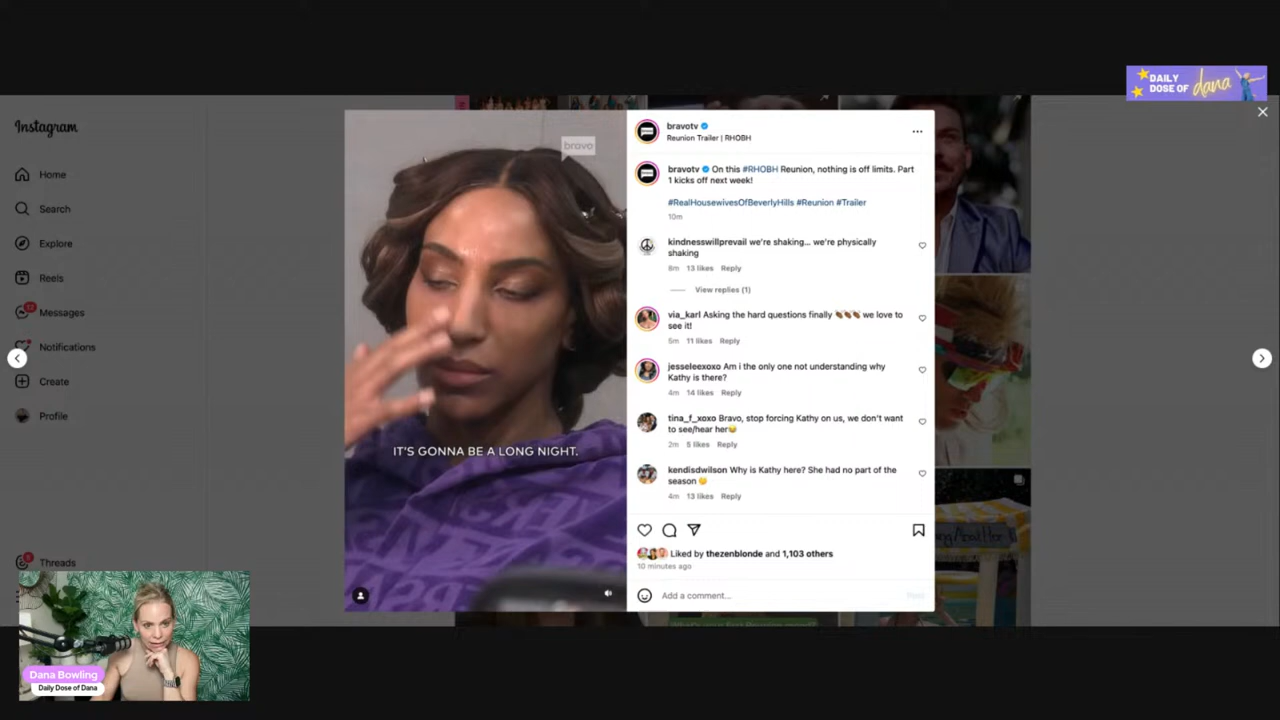 DAILY
DOSE OF dana
Instagram
Home
Search
Explore
Reels
Messages
Notifications
Create
Profile
Threads
bravo
IT'S GONNA BE A LONG NIGHT.
bravotv
Reunion Trailer | RHOBH
bravotv On this #RHOBH Reunion, nothing is off limits. Part
1 kicks off next week!
#RealHousewivesOfBeverlyHills #Reunion #Trailer
10m
kindnesswillprevail we're shaking... we're physically
shaking
8m 13 likes Reply
View replies (1)
via_karl Asking the hard questions finally 👏🏾👏🏾👏🏾 we love to
see it!
5m 11 likes Reply
jesseleexoxo Am i the only one not understanding why
Kathy is there?
4m 14 likes Reply
tina_f_xoxo Bravo, stop forcing Kathy on us, we don't want
to see/hear her😂
2m 5 likes Reply
kendisdwilson Why is Kathy here? She had no part of the
season
4m 13 likes Reply
Liked by thezenblonde and 1,103 others
10 minutes ago
Add a comment...
Post
Dana Bowling
Daily Dose of Dana